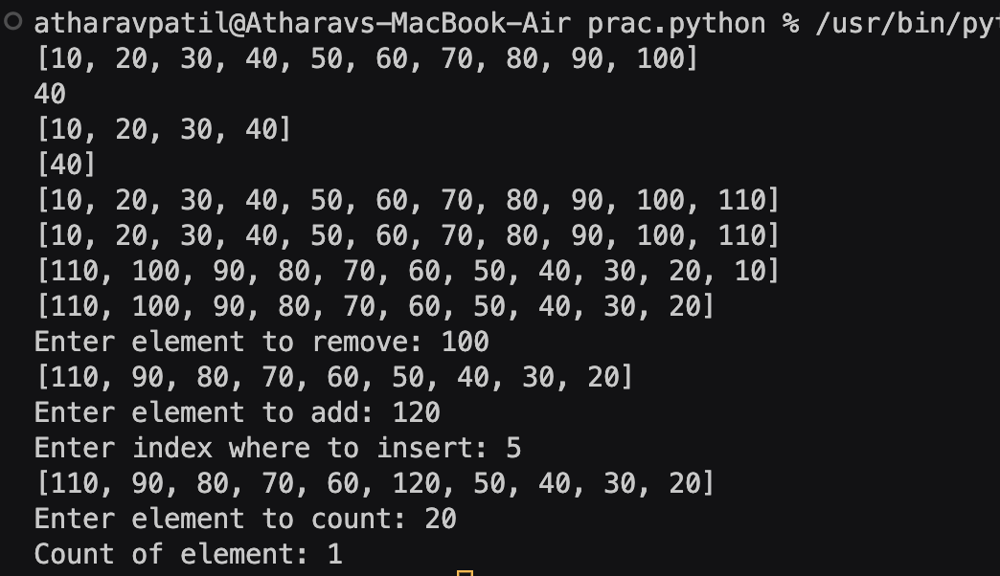 atharavpatil@Atharavs-MacBook-Air prac.python % /usr/bin/pyt
[10, 20, 30, 40, 50, 60, 70, 80, 90, 100]
40
[10, 20, 30, 40]
[40]
[10, 20, 30, 40, 50, 60, 70, 80, 90, 100, 110]
[10, 20, 30, 40, 50, 60, 70, 80, 90, 100, 110]
[110, 100, 90, 80, 70, 60, 50, 40, 30, 20, 10]
[110, 100, 90, 80, 70, 60, 50, 40, 30, 20]
Enter element to remove: 100
[110, 90, 80, 70, 60, 50, 40, 30, 20]
Enter element to add: 120
Enter index where to insert: 5
[110, 90, 80, 70, 60, 120, 50, 40, 30, 20]
Enter element to count: 20
Count of element: 1